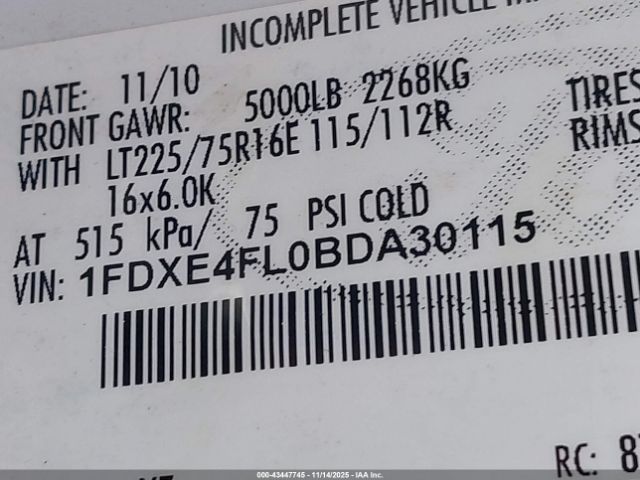 INCOMPLETE VEHICLE
DATE: 11/10
FRONT GAWR: 5000LB 2268KG
WITH LT225/75R16E 115/112R TIRES
16x6.0K RIMS
AT 515 kPa/ 75 PSI COLD
VIN: 1FDXE4FL0BDA30115
RC:
000-43447745 - 11/14/2025 - IAA Inc.